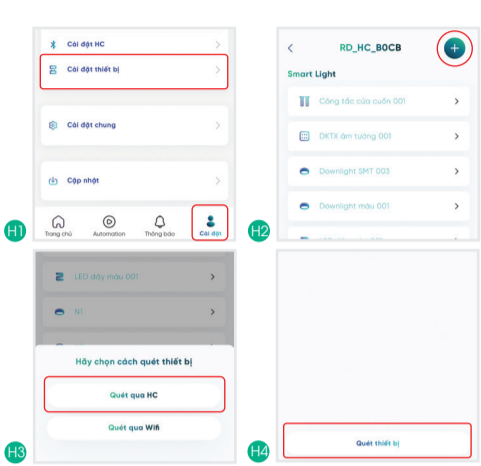 Cài đặt HC
Cài đặt thiết bị
Cài đặt chung
Cập nhật
Trang chủ
Automation
Thông báo
Cài đặt
H1
RD_HC_B0CB
Smart Light
Công tắc cửa cuốn 001
DKTX âm tường 001
Downlight SMT 003
Downlight màu 001
H2
LED dây màu 001
N1
Hãy chọn cách quét thiết bị
Quét qua HC
Quét qua Wifi
H3
Quét thiết bị
H4